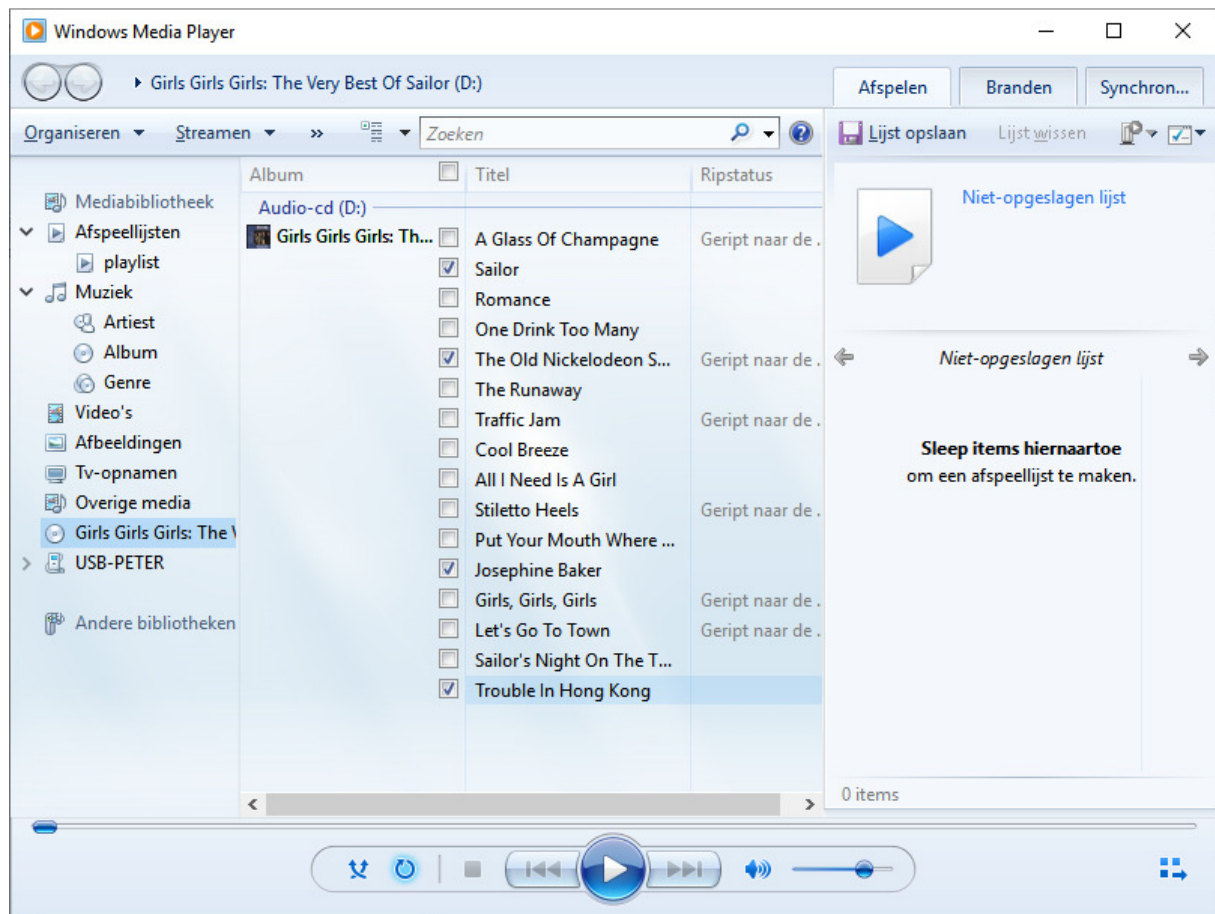 Windows Media Player
Girls Girls Girls: The Very Best Of Sailor (D:)
Afspelen Branden Synchron...
Organiseren Streamen » Zoeken Lijst opslaan Lijst wissen
Album Titel Ripstatus
Mediabibliotheek
Afspeellijsten
playlist
Muziek
Artiest
Album
Genre
Video's
Afbeeldingen
Tv-opnamen
Overige media
Girls Girls Girls: The
USB-PETER
Andere bibliotheken
Audio-cd (D:)
Girls Girls Girls: Th... A Glass Of Champagne Geript naar de .
Sailor
Romance
One Drink Too Many
The Old Nickelodeon S... Geript naar de .
The Runaway
Traffic Jam Geript naar de .
Cool Breeze
All I Need Is A Girl
Stiletto Heels Geript naar de .
Put Your Mouth Where ...
Josephine Baker
Girls, Girls, Girls Geript naar de .
Let's Go To Town Geript naar de .
Sailor's Night On The T...
Trouble In Hong Kong
Niet-opgeslagen lijst
Niet-opgeslagen lijst
Sleep items hiernaartoe
om een afspeellijst te maken.
0 items